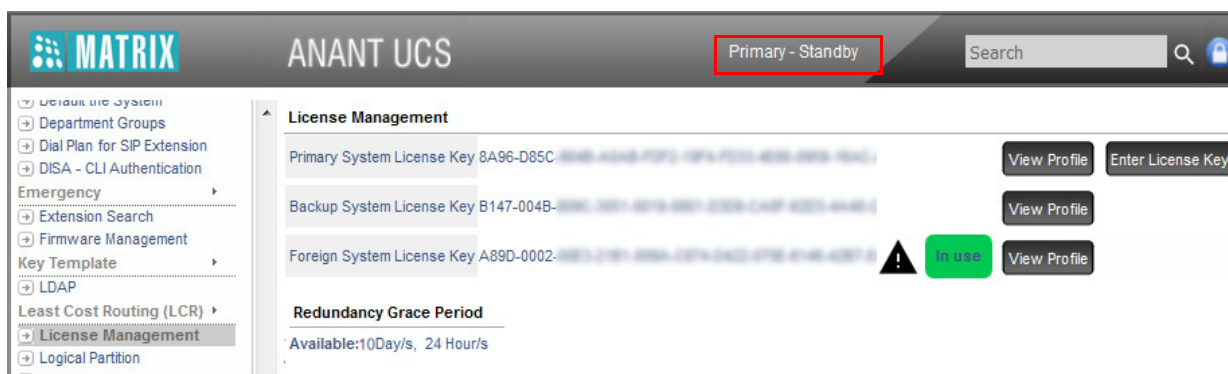 MATRIX ANANT UCS Primary - Standby Search
Default the System
Department Groups
Dial Plan for SIP Extension
DISA - CLI Authentication
Emergency
Extension Search
Firmware Management
Key Template
LDAP
Least Cost Routing (LCR)
License Management
Logical Partition
License Management
Primary System License Key 8A96-D85C- View Profile Enter License Key
Backup System License Key B147-004B- View Profile
Foreign System License Key A89D-0002- In use View Profile
Redundancy Grace Period
Available:10Day/s, 24 Hour/s